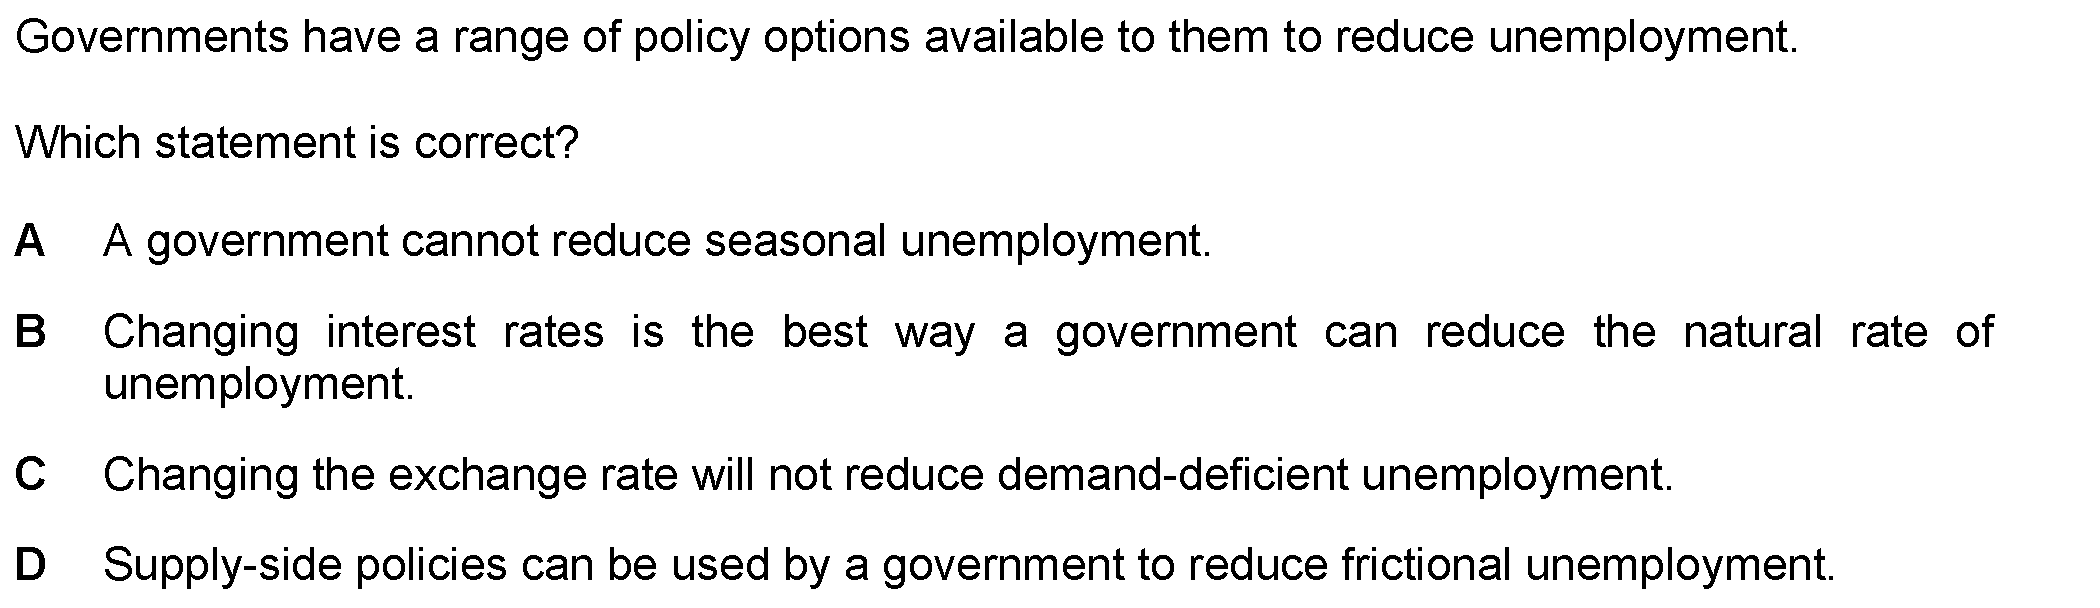 Governments have a range of policy options available to them to reduce unemployment.
Which statement is correct?
A A government cannot reduce seasonal unemployment.
B Changing interest rates is the best way a government can reduce the natural rate of
unemployment.
C Changing the exchange rate will not reduce demand-deficient unemployment.
D Supply-side policies can be used by a government to reduce frictional unemployment.